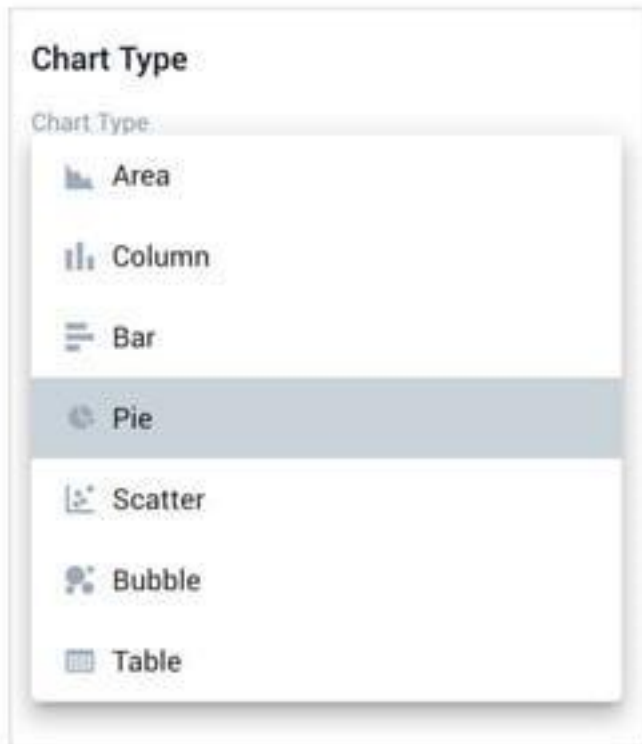 Chart Type
Chart Type
Area
Column
Bar
Pie
Scatter
Bubble
Table